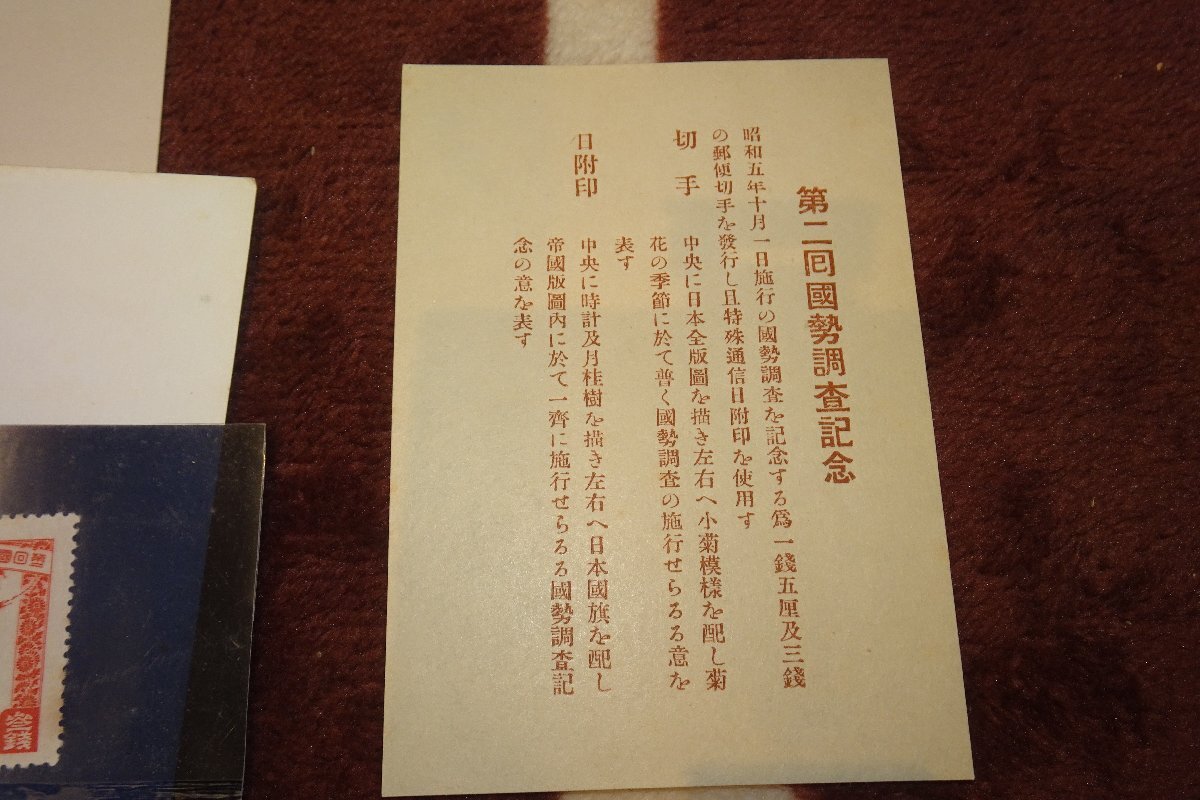 第二囘國勢調查記念
昭和五年十月一日施行の國勢調査を記念する爲一錢五厘及三錢
の郵便切手を發行し且特殊通信日附印を使用す
切手
中央に日本全版圖を描き左右へ小菊模樣を配し菊
花の季節に於て普く國勢調査の施行せらるる意を
表す
日附印
中央に時計及月桂樹を描き左右へ日本國旗を配し
帝國版圖內に於て一齊に施行せらるる國勢調査記
念の意を表す
參錢